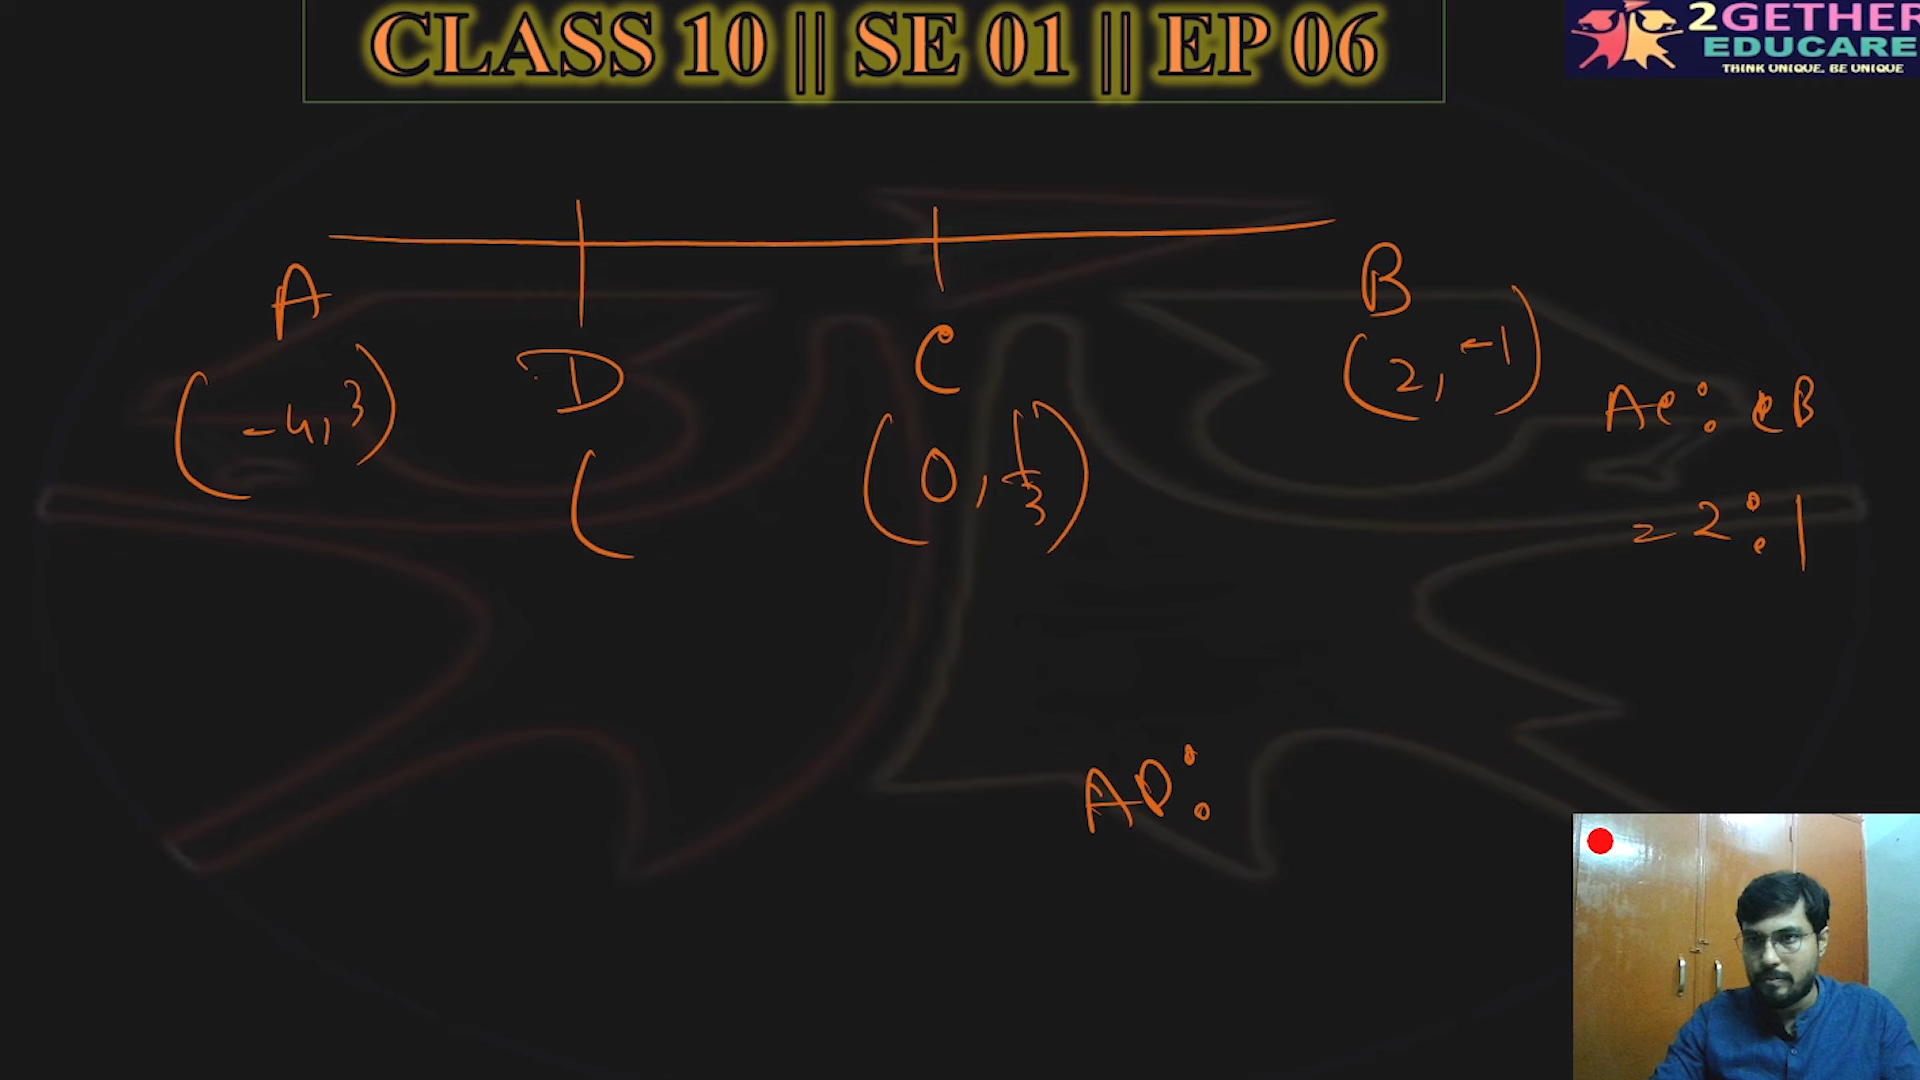 CLASS 10 || SE 01 || EP 06
2GETHER
EDUCARE
THINK UNIQUE. BE UNIQUE
A
B
D
C
(-4, 3)
(
(0, 1/3)
(2, -1)
AC : CB
= 2 : 1
AD :